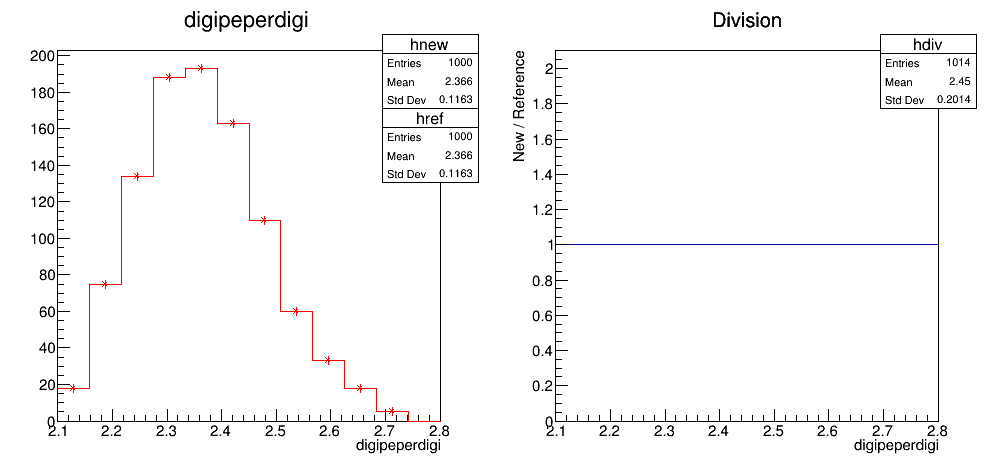 digipeperdigi
hnew
Entries 1000
Mean 2.366
Std Dev 0.1163
href
Entries 1000
Mean 2.366
Std Dev 0.1163
200
180
160
140
120
100
80
60
40
20
0
2.1 2.2 2.3 2.4 2.5 2.6 2.7 2.8
digipeperdigi
Division
hdiv
Entries 1014
Mean 2.45
Std Dev 0.2014
New / Reference
2
1.8
1.6
1.4
1.2
1
0.8
0.6
0.4
0.2
0
2.1 2.2 2.3 2.4 2.5 2.6 2.7 2.8
digipeperdigi